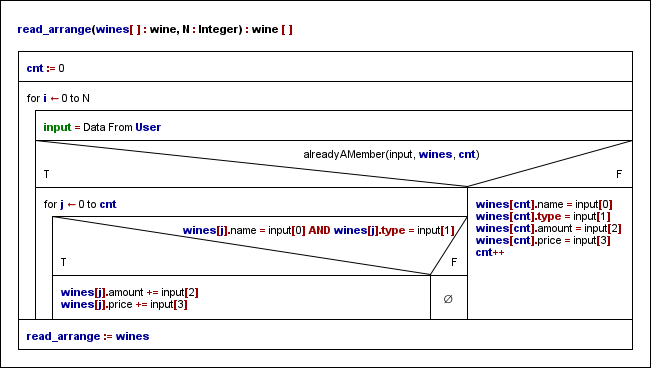 read_arrange(wines[ ] : wine, N : Integer) : wine [ ]
cnt := 0
for i ← 0 to N
input = Data From User
alreadyAMember(input, wines, cnt)
T
F
for j ← 0 to cnt
wines[j].name = input[0] AND wines[j].type = input[1]
T
F
wines[j].amount += input[2]
wines[j].price += input[3]
∅
wines[cnt].name = input[0]
wines[cnt].type = input[1]
wines[cnt].amount = input[2]
wines[cnt].price = input[3]
cnt++
read_arrange := wines